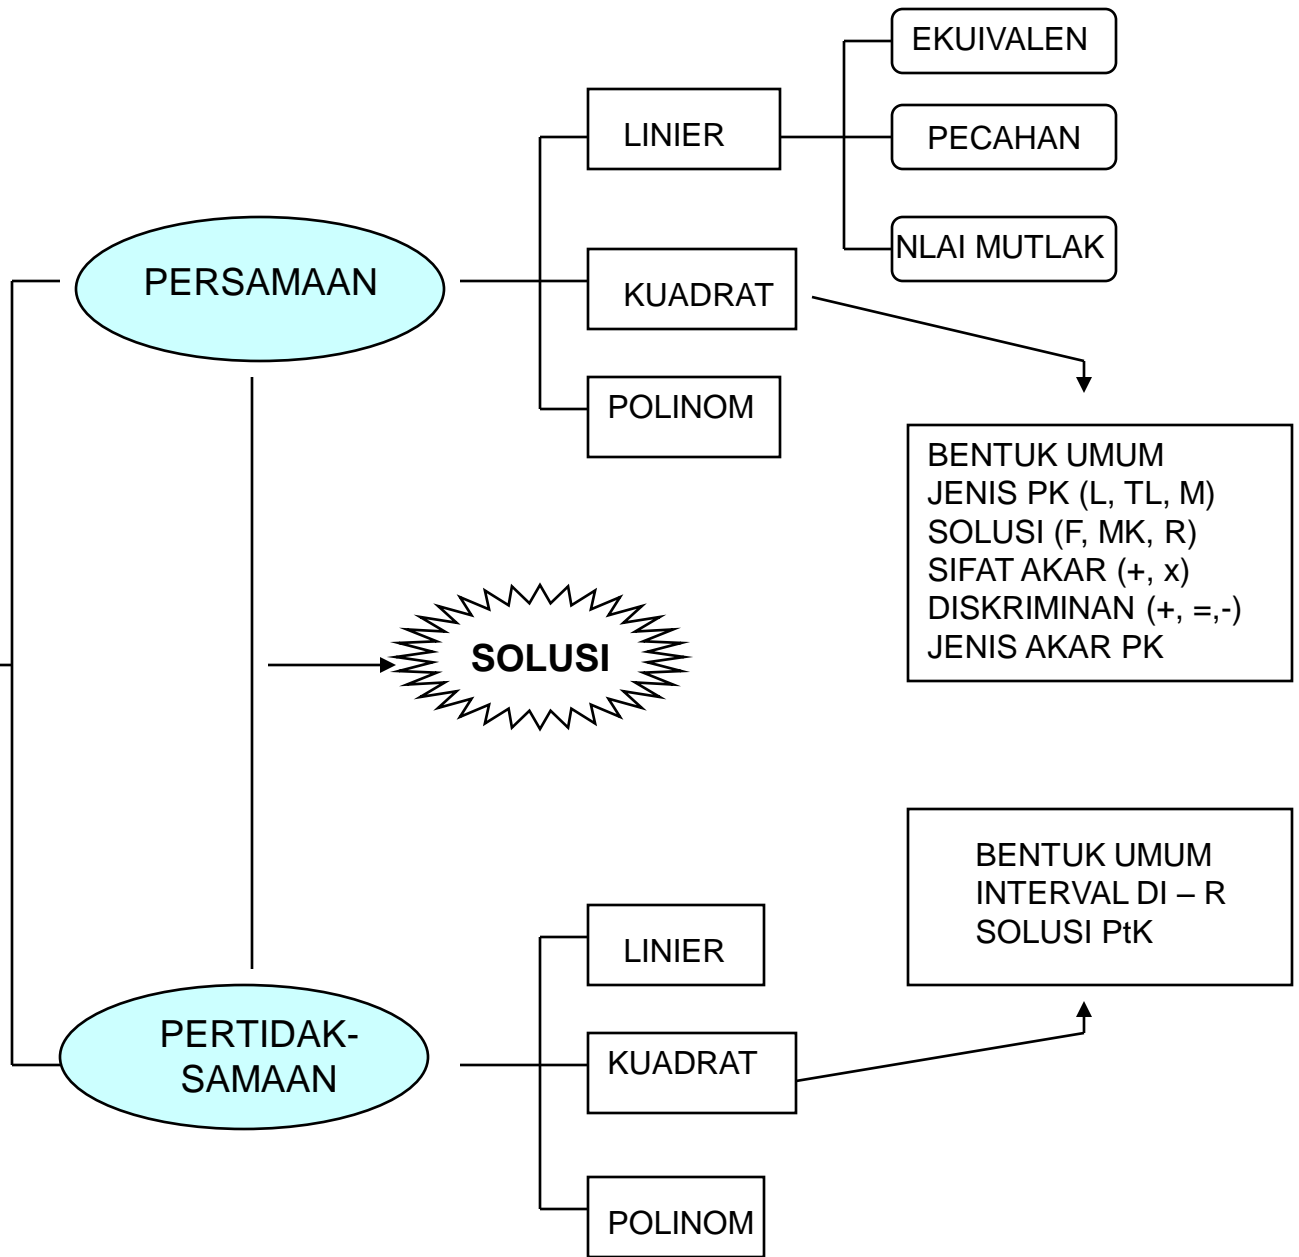 EKUIVALEN
LINIER
PECAHAN
NLAI MUTLAK
PERSAMAAN
KUADRAT
POLINOM
BENTUK UMUM
JENIS PK (L, TL, M)
SOLUSI (F, MK, R)
SIFAT AKAR (+, x)
DISKRIMINAN (+, =,-)
JENIS AKAR PK
SOLUSI
BENTUK UMUM
INTERVAL DI – R
SOLUSI PtK
LINIER
PERTIDAK-
SAMAAN
KUADRAT
POLINOM